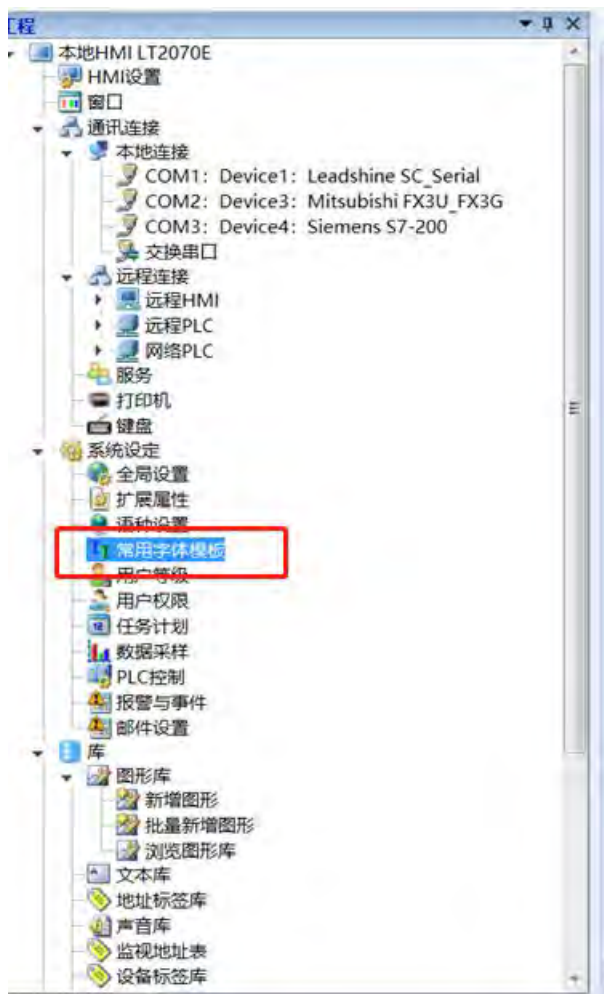 工程
本地HMI LT2070E
HMI设置
窗口
通讯连接
本地连接
COM1: Device1: Leadshine SC_Serial
COM2: Device3: Mitsubishi FX3U_FX3G
COM3: Device4: Siemens S7-200
交换串口
远程连接
远程HMI
远程PLC
网络PLC
服务
打印机
键盘
系统设定
全局设置
扩展属性
语种设置
常用字体模板
用户等级
用户权限
任务计划
数据采样
PLC控制
报警与事件
邮件设置
库
图形库
新增图形
批量新增图形
浏览图形库
文本库
地址标签库
声音库
监视地址表
设备标签库